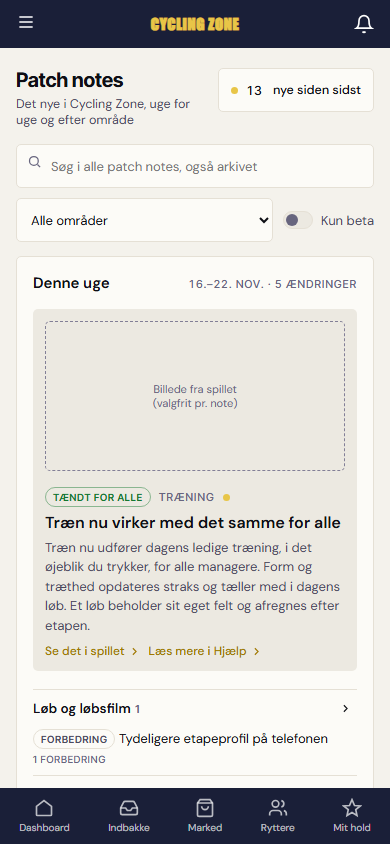 CYCLING ZONE
Patch notes
Det nye i Cycling Zone, uge for
uge og efter område
13 nye siden sidst
Søg i alle patch notes, også arkivet
Alle områder
Kun beta
Denne uge
16.–22. NOV. · 5 ÆNDRINGER
Billede fra spillet
(valgfrit pr. note)
TÆNDT FOR ALLE TRÆNING
Træn nu virker med det samme for alle
Træn nu udfører dagens ledige træning, i det
øjeblik du trykker, for alle managere. Form og
træthed opdateres straks og tæller med i dagens
løb. Et løb beholder sit eget felt og afregnes efter
etapen.
Se det i spillet Læs mere i Hjælp
Løb og løbsfilm 1
FORBEDRING Tydeligere etapeprofil på telefonen
1 FORBEDRING
Dashboard Indbakke Marked Ryttere Mit hold